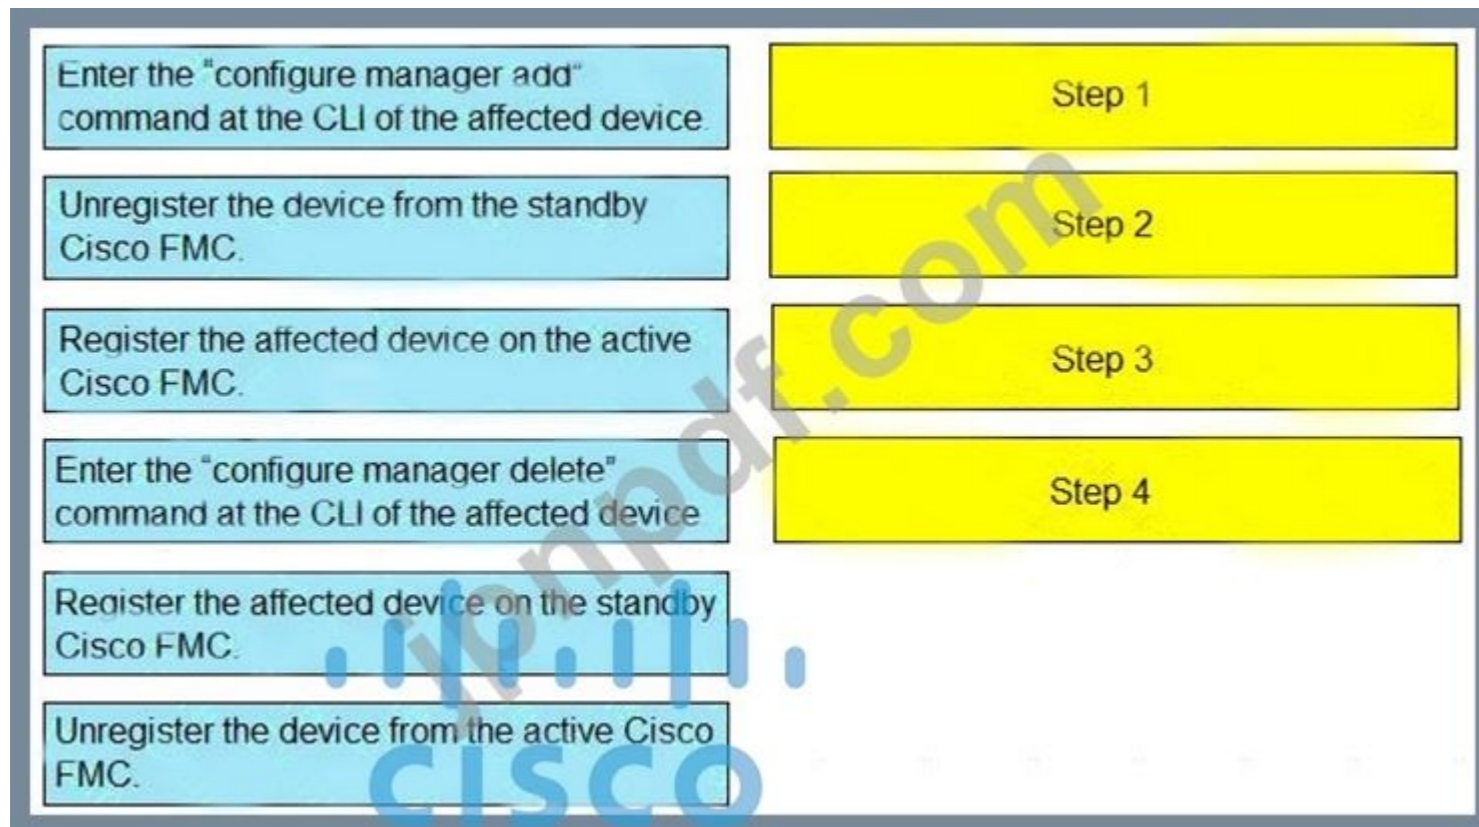 Enter the "configure manager add"
command at the CLI of the affected device.
Step 1
Unregister the device from the standby
Cisco FMC.
Step 2
Register the affected device on the active
Cisco FMC.
Step 3
Enter the "configure manager delete"
command at the CLI of the affected device
Step 4
Register the affected device on the standby
Cisco FMC.
Unregister the device from the active Cisco
FMC.
jpnpdf.com
CISCO